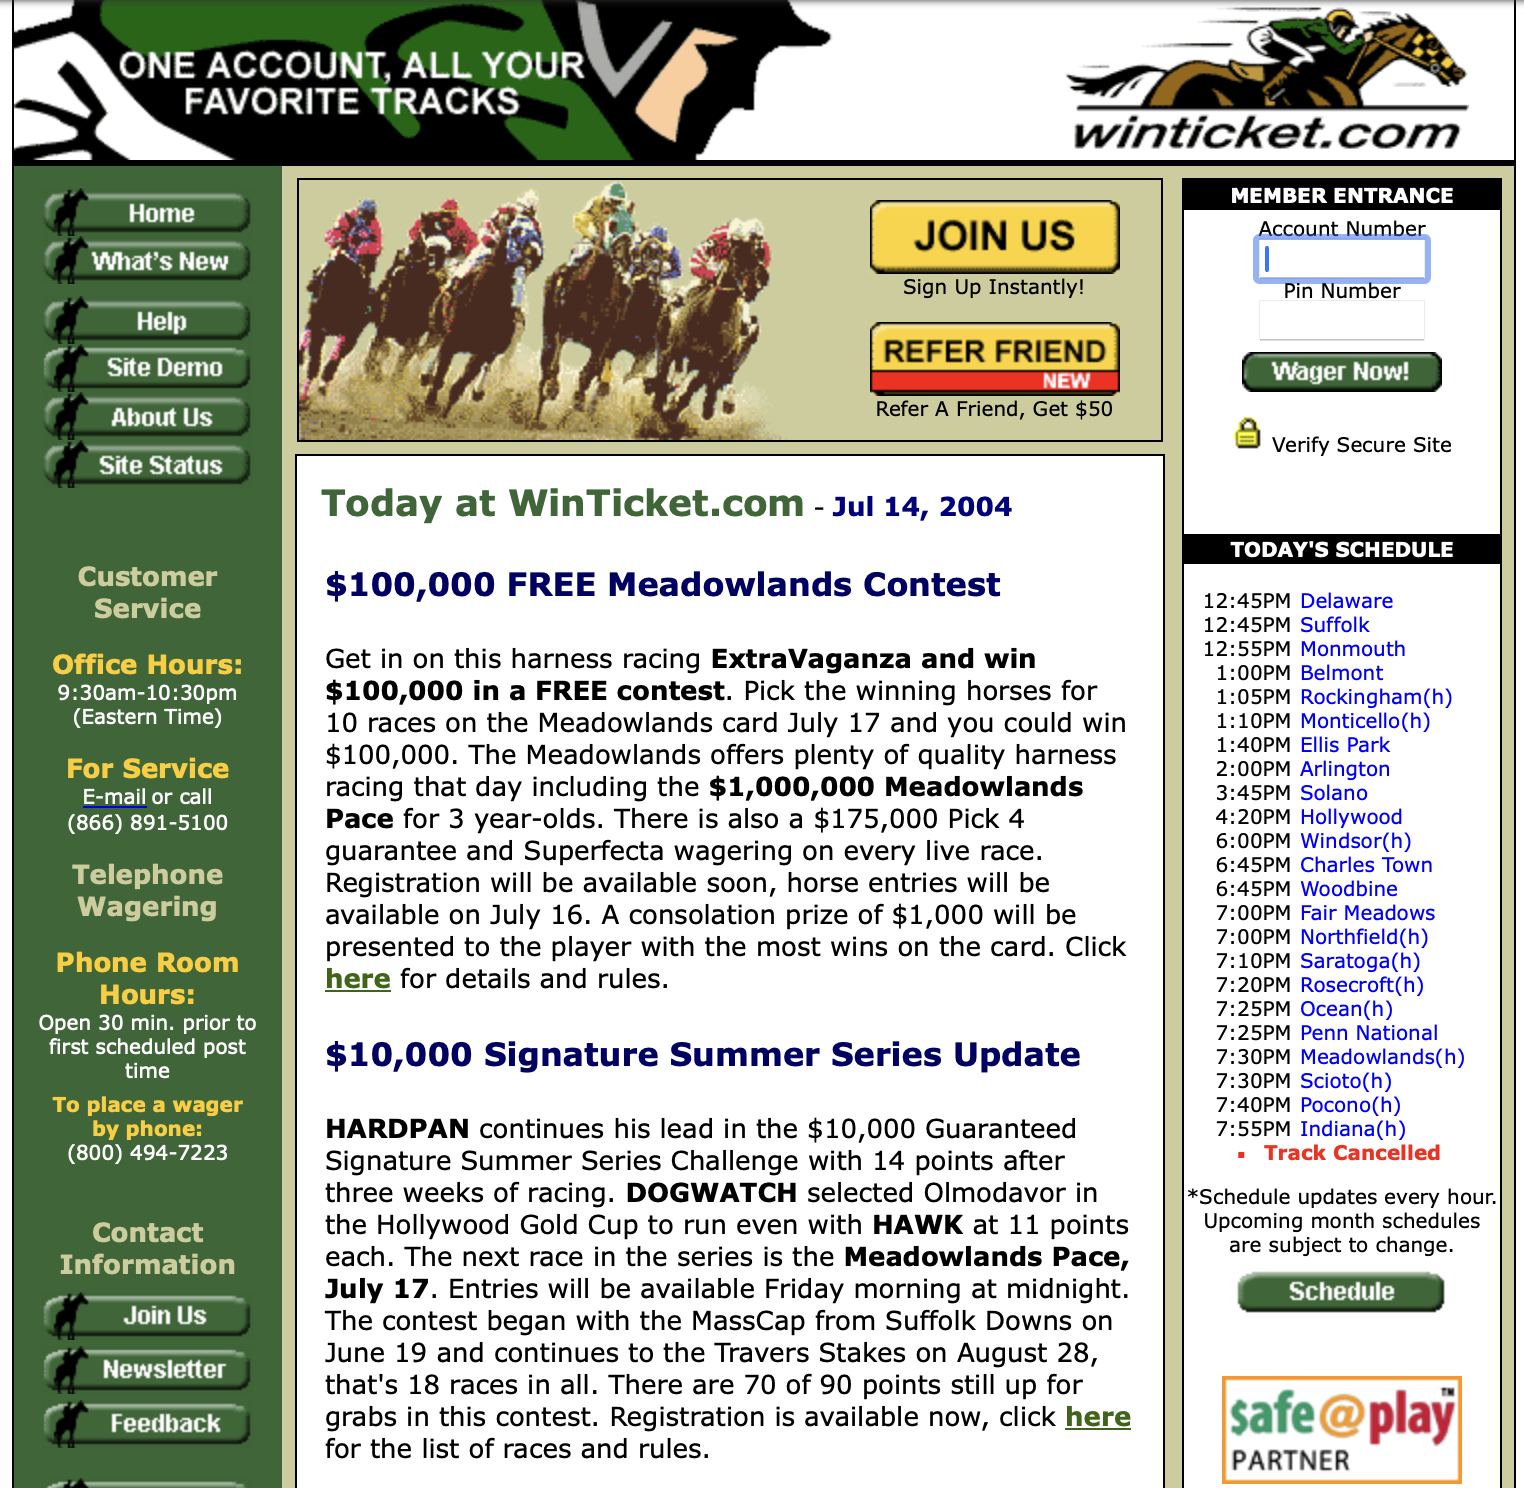 ONE ACCOUNT, ALL YOUR
FAVORITE TRACKS
winticket.com
Home
What's New
Help
Site Demo
About Us
Site Status
Customer
Service
Office Hours:
9:30am-10:30pm
(Eastern Time)
For Service
E-mail or call
(866) 891-5100
Telephone
Wagering
Phone Room
Hours:
Open 30 min. prior to
first scheduled post
time
To place a wager
by phone:
(800) 494-7223
Contact
Information
Join Us
Newsletter
Feedback
JOIN US
Sign Up Instantly!
REFER FRIEND
NEW
Refer A Friend, Get $50
Today at WinTicket.com - Jul 14, 2004
$100,000 FREE Meadowlands Contest
Get in on this harness racing ExtraVaganza and win
$100,000 in a FREE contest. Pick the winning horses for
10 races on the Meadowlands card July 17 and you could win
$100,000. The Meadowlands offers plenty of quality harness
racing that day including the $1,000,000 Meadowlands
Pace for 3 year-olds. There is also a $175,000 Pick 4
guarantee and Superfecta wagering on every live race.
Registration will be available soon, horse entries will be
available on July 16. A consolation prize of $1,000 will be
presented to the player with the most wins on the card. Click
here for details and rules.
$10,000 Signature Summer Series Update
HARDPAN continues his lead in the $10,000 Guaranteed
Signature Summer Series Challenge with 14 points after
three weeks of racing. DOGWATCH selected Olmodavor in
the Hollywood Gold Cup to run even with HAWK at 11 points
each. The next race in the series is the Meadowlands Pace,
July 17. Entries will be available Friday morning at midnight.
The contest began with the MassCap from Suffolk Downs on
June 19 and continues to the Travers Stakes on August 28,
that's 18 races in all. There are 70 of 90 points still up for
grabs in this contest. Registration is available now, click here
for the list of races and rules.
MEMBER ENTRANCE
Account Number
Pin Number
Wager Now!
Verify Secure Site
TODAY'S SCHEDULE
12:45PM Delaware
12:45PM Suffolk
12:55PM Monmouth
1:00PM Belmont
1:05PM Rockingham(h)
1:10PM Monticello(h)
1:40PM Ellis Park
2:00PM Arlington
3:45PM Solano
4:20PM Hollywood
6:00PM Windsor(h)
6:45PM Charles Town
6:45PM Woodbine
7:00PM Fair Meadows
7:00PM Northfield(h)
7:10PM Saratoga(h)
7:20PM Rosecroft(h)
7:25PM Ocean(h)
7:25PM Penn National
7:30PM Meadowlands(h)
7:30PM Scioto(h)
7:40PM Pocono(h)
7:55PM Indiana(h)
▪ Track Cancelled
*Schedule updates every hour.
Upcoming month schedules
are subject to change.
Schedule
safe@play™
PARTNER